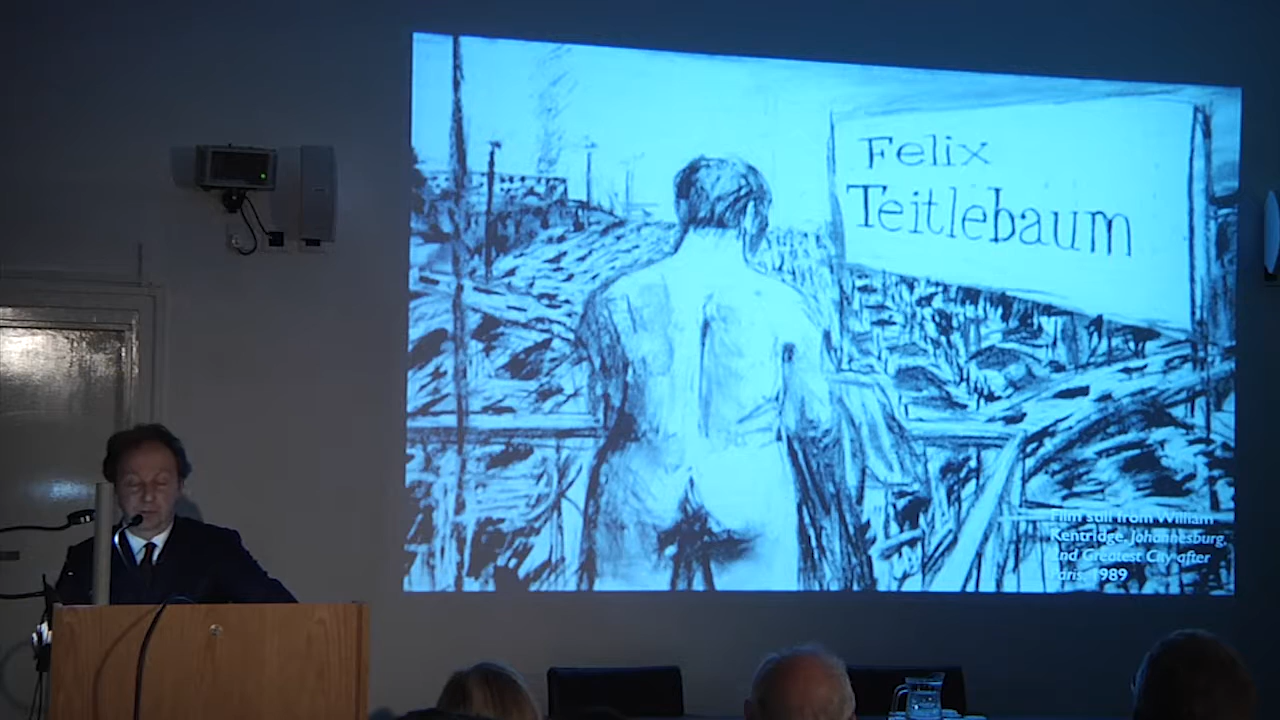 Felix
Teitlebaum
Film still from William
Kentridge, Johannesburg,
2nd Greatest City after
Paris, 1989